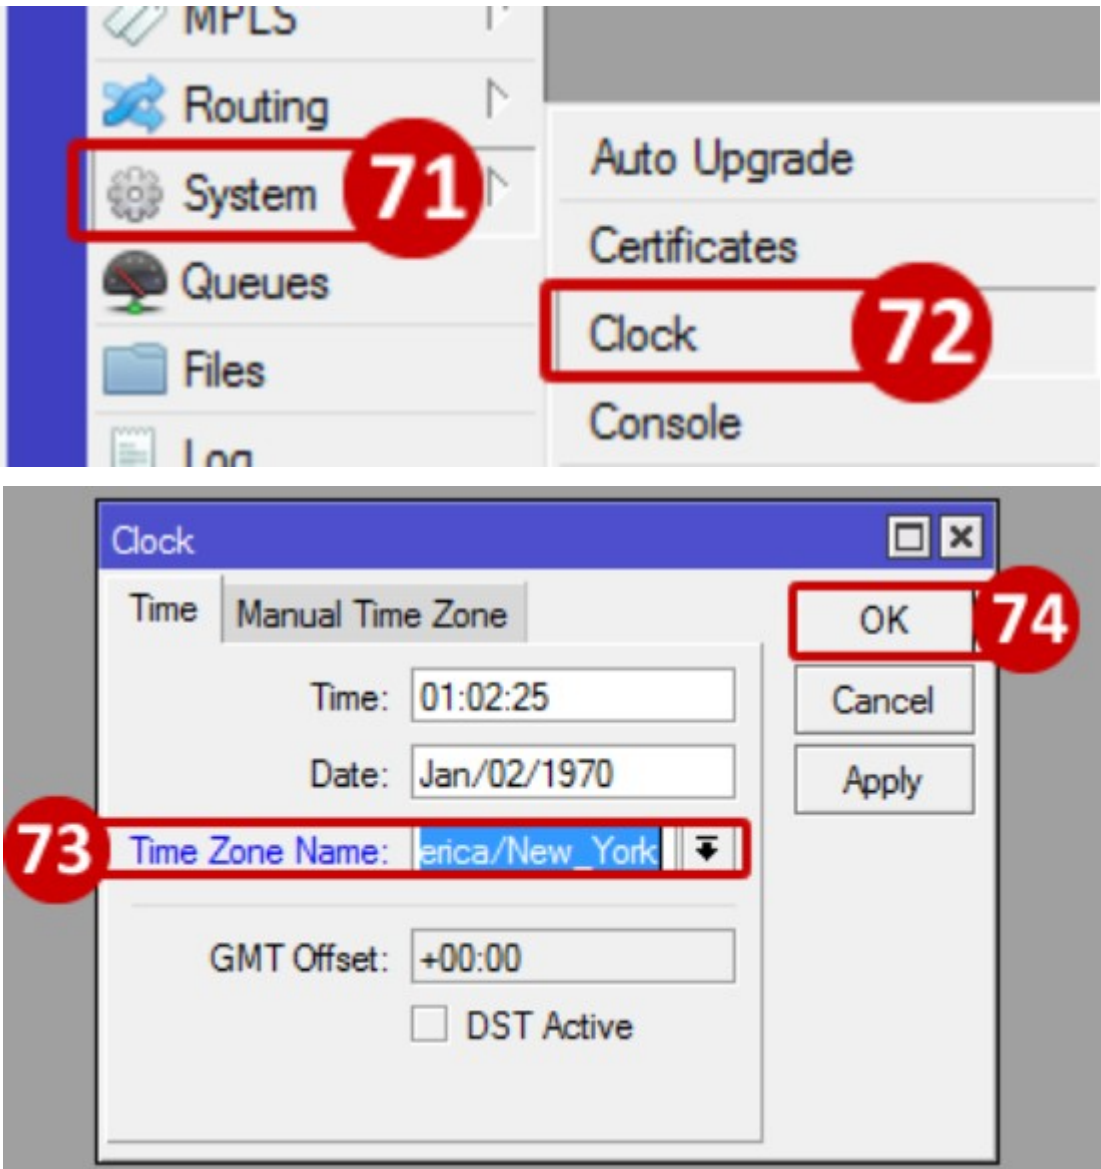 MPLS
Routing
System
71
Queues
Files
Log
Auto Upgrade
Certificates
Clock
72
Console
Clock
Time
Manual Time Zone
OK
74
Time: 01:02:25
Cancel
Date: Jan/02/1970
Apply
73
Time Zone Name: erica/New_York
GMT Offset: +00:00
DST Active